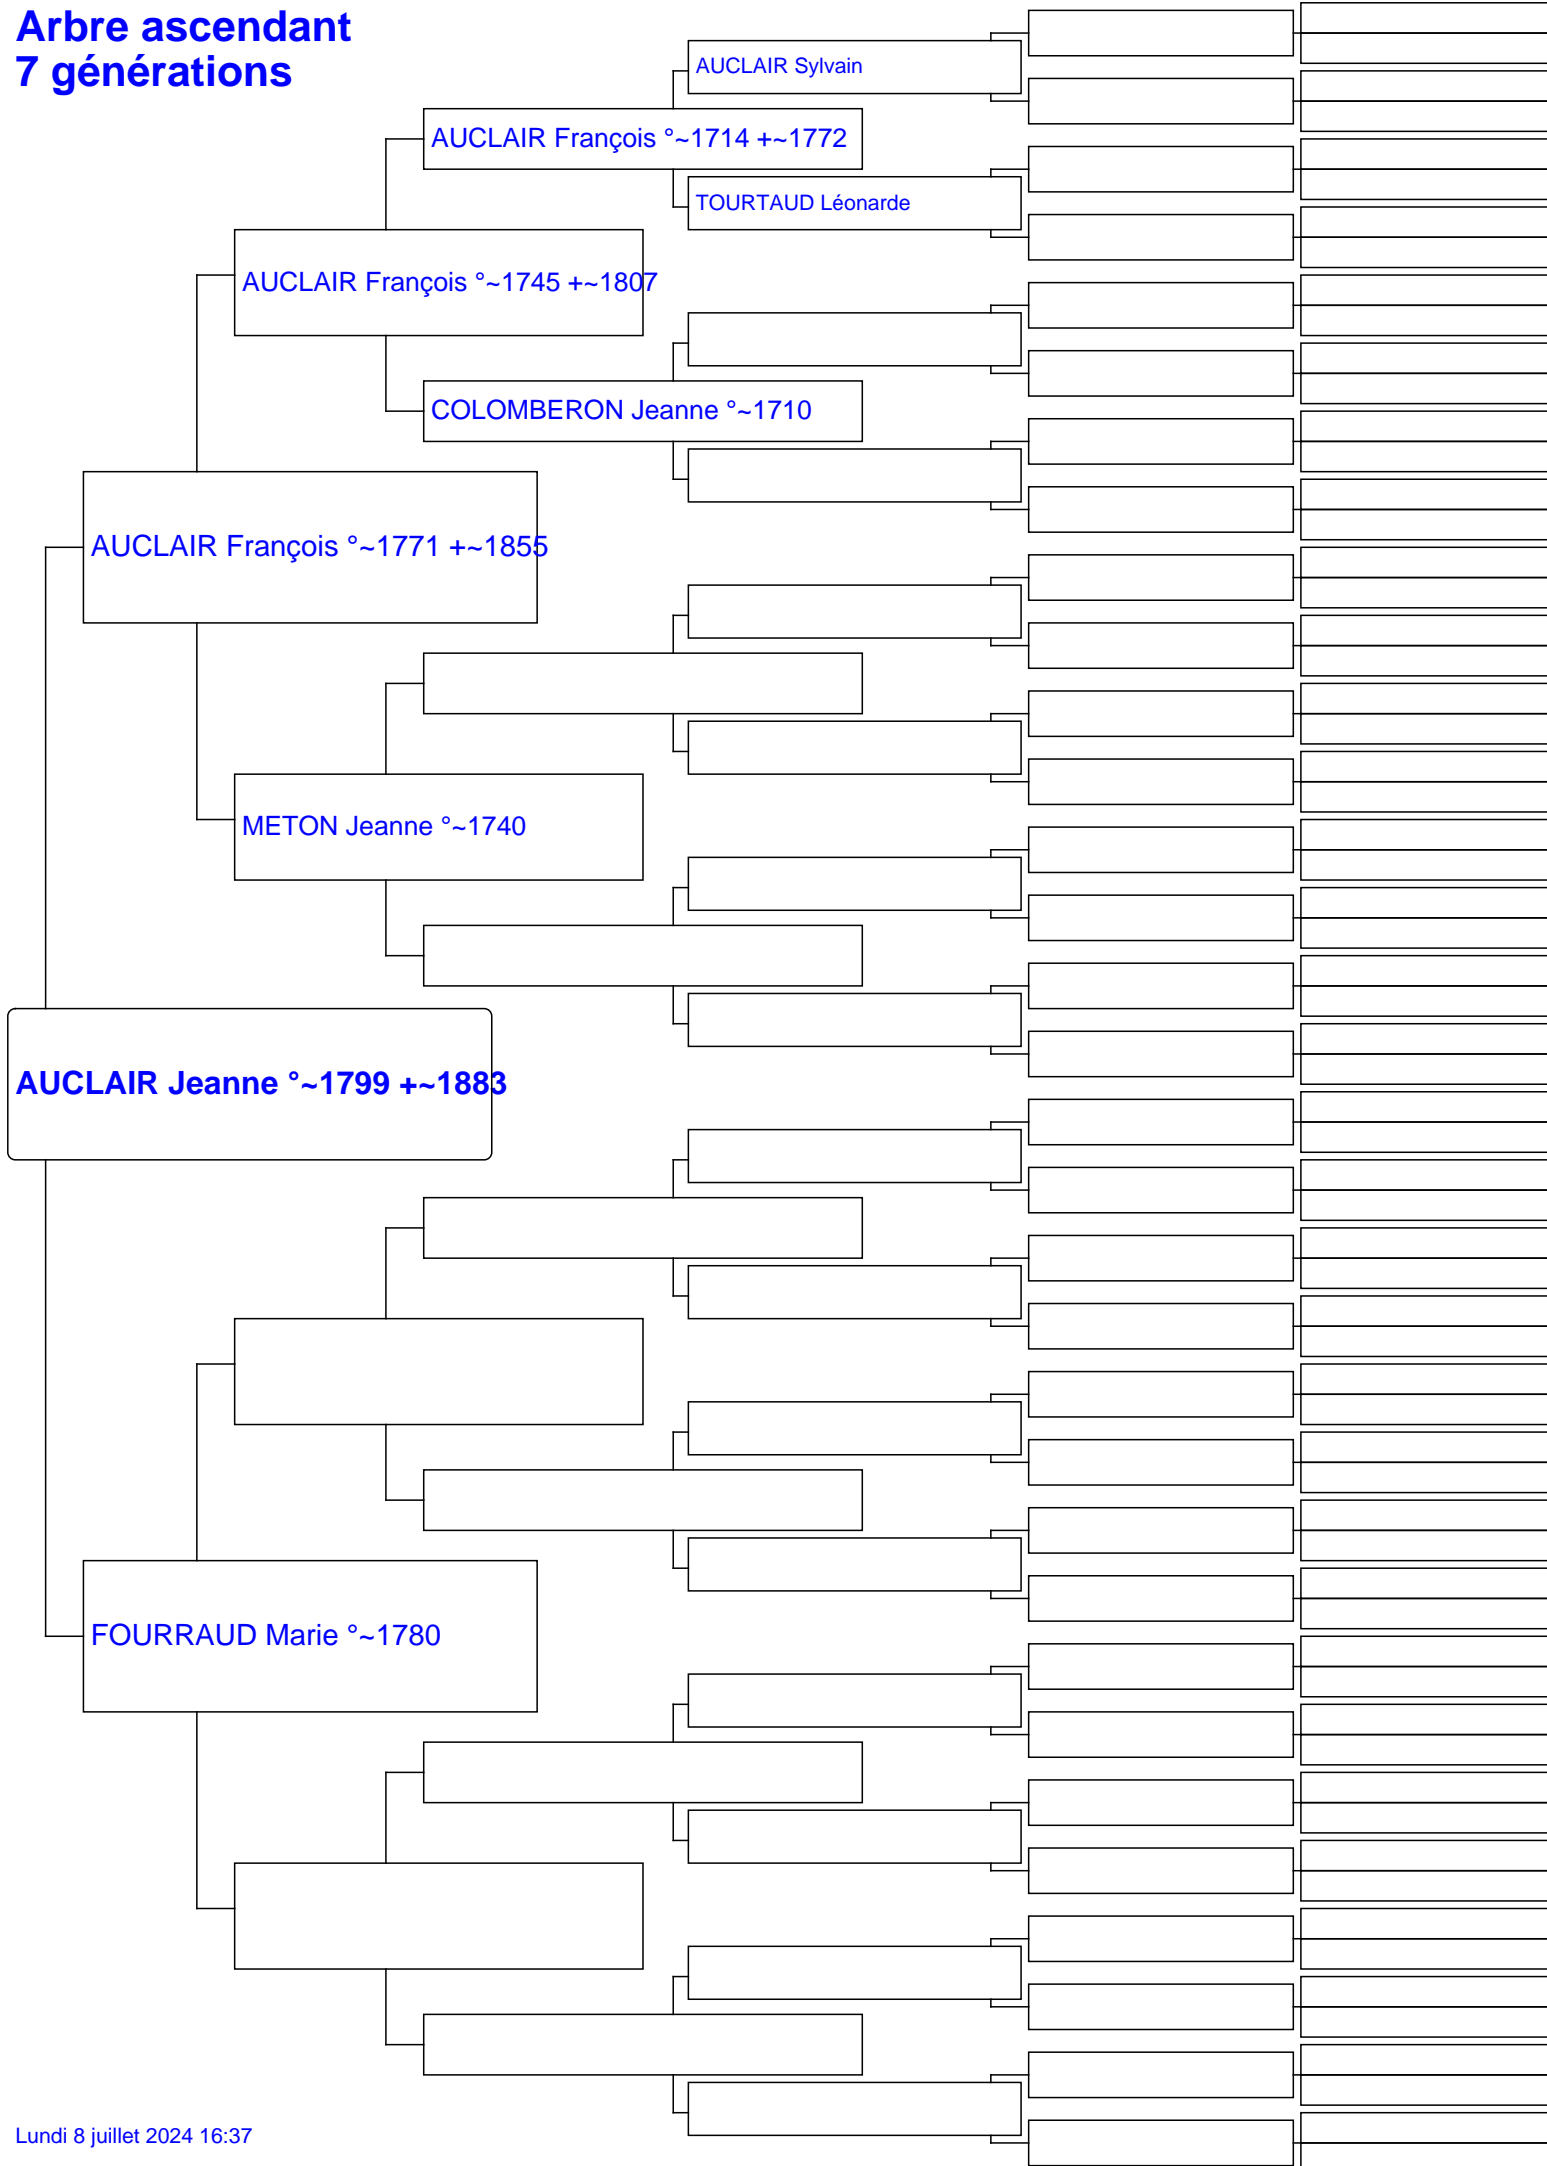 Arbre ascendant
7 générations
AUCLAIR Sylvain
AUCLAIR François °~1714 +~1772
TOURTAUD Léonarde
AUCLAIR François °~1745 +~1807
COLOMBERON Jeanne °~1710
AUCLAIR François °~1771 +~1855
METON Jeanne °~1740
AUCLAIR Jeanne °~1799 +~1883
FOURRAUD Marie °~1780
Lundi 8 juillet 2024 16:37